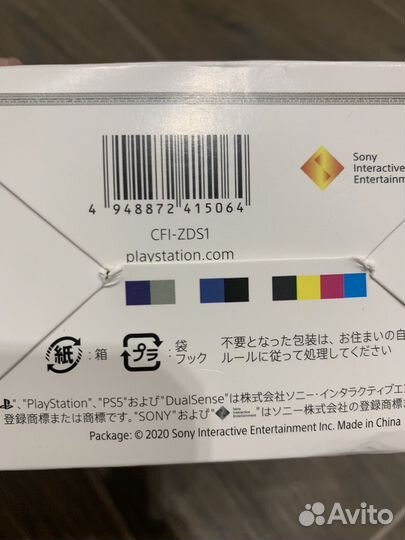 Sony
Interactive
Entertainmen
4 948872 415064
CFI-ZDS1
playstation.com
紙 : 箱
プラ : 袋 フック
不要となった包装は、お住まいの自
ルールに従って処理してください
", "PlayStation", "PS5"および"DualSense"は株式会社ソニー・インタラクティブエ
登録商標または商標です。"SONY"および" Sony Interactive Entertainment "はソニー株式会社の登録商標
Package: © 2020 Sony Interactive Entertainment Inc. Made in China
Avito